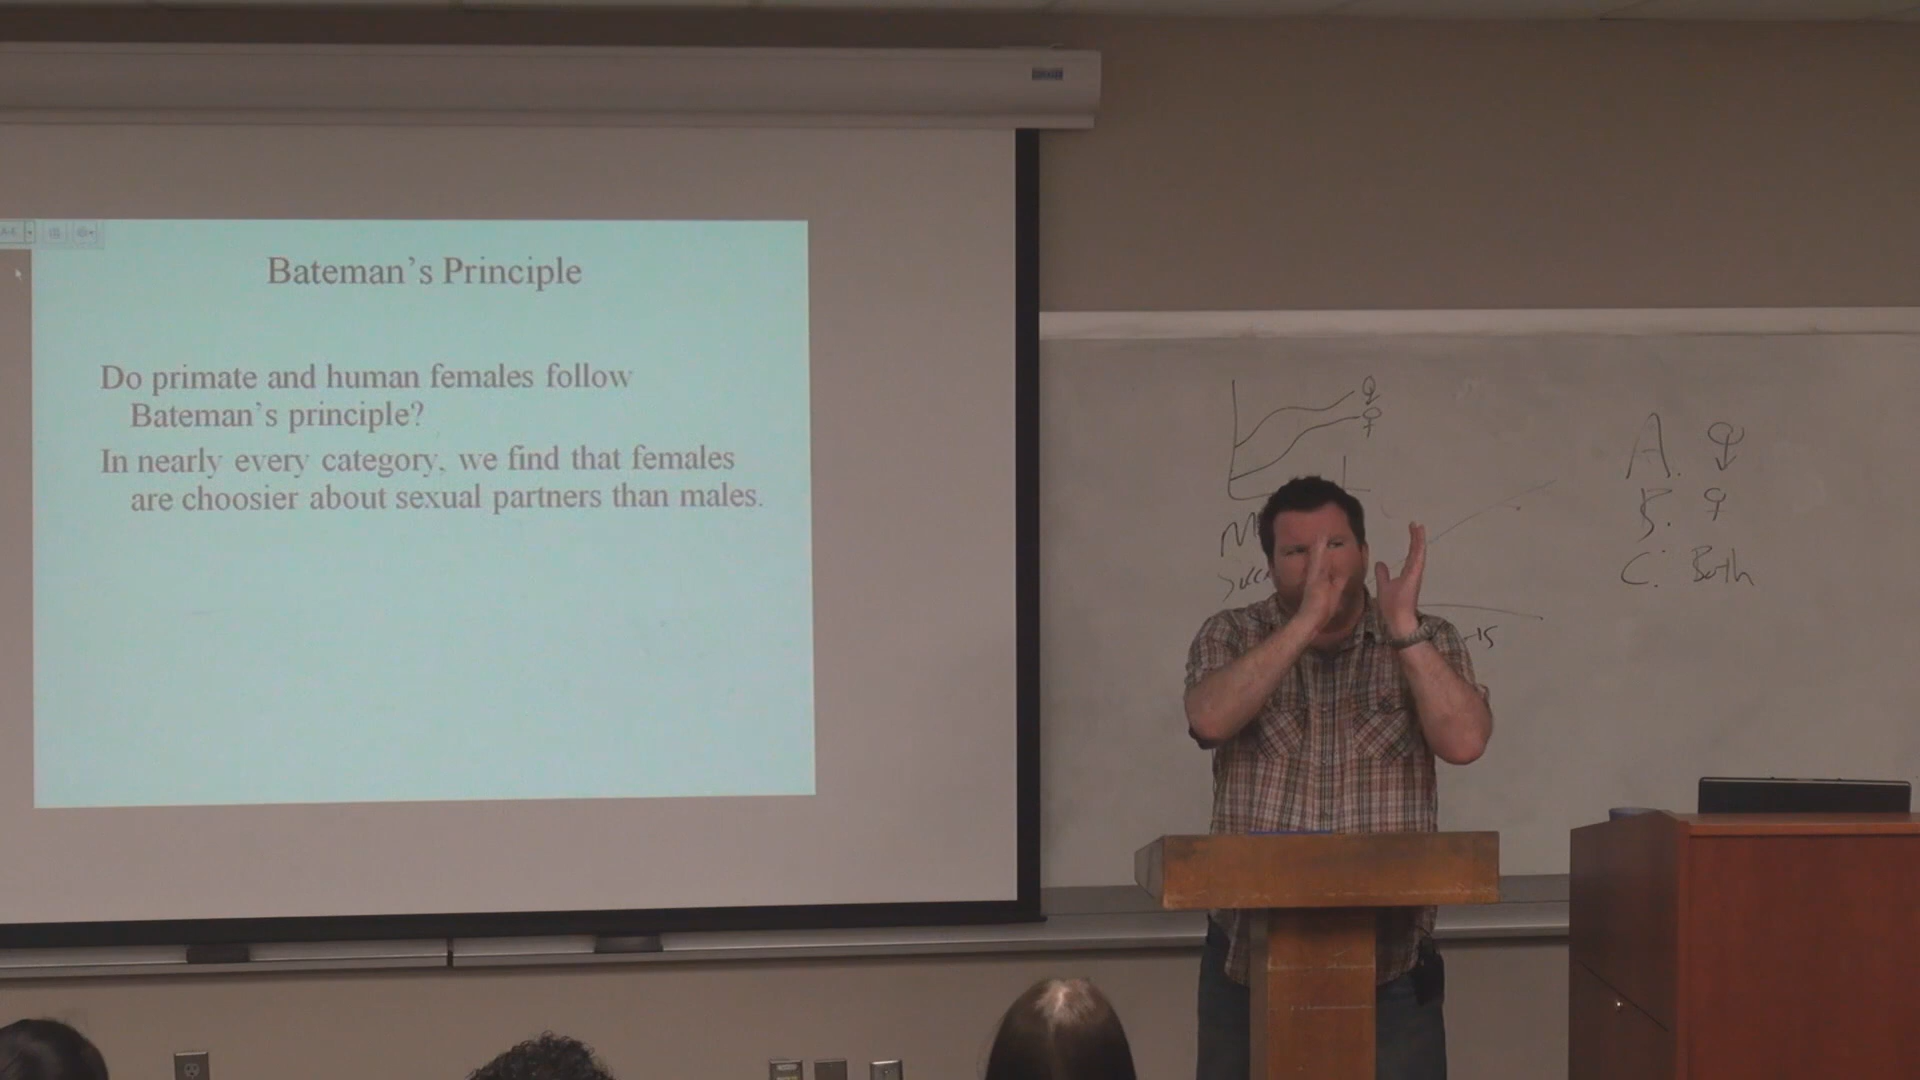 Bateman's Principle
Do primate and human females follow
Bateman's principle?
In nearly every category, we find that females
are choosier about sexual partners than males.
A. ♂
B. ♀
C. Both
♂
♀